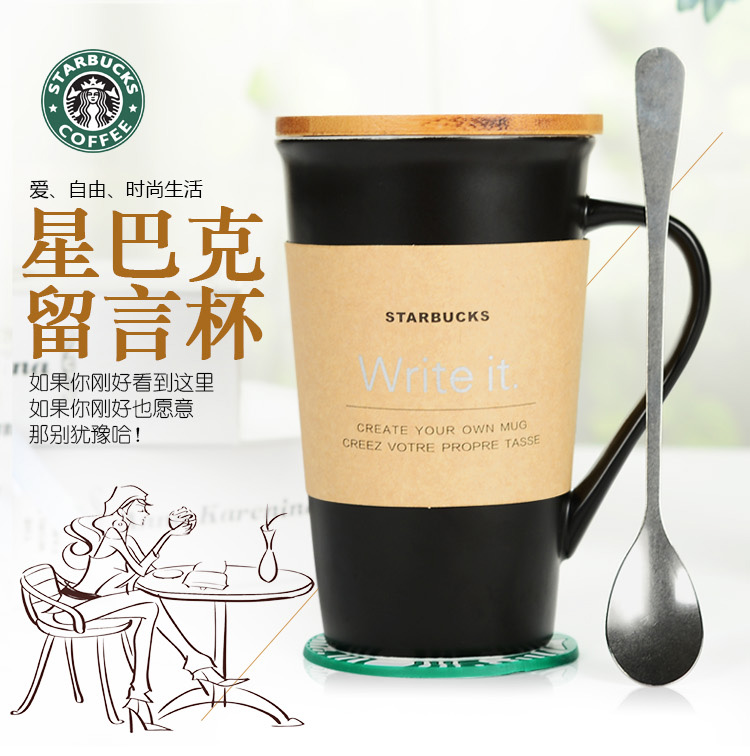 STARBUCKS
COFFEE
爱、自由、时尚生活
星巴克
留言杯
如果你刚好看到这里
如果你刚好也愿意
那别犹豫哈!
STARBUCKS
Write it.
CREATE YOUR OWN MUG
CREEZ VOTRE PROPRE TASSE
Karenina